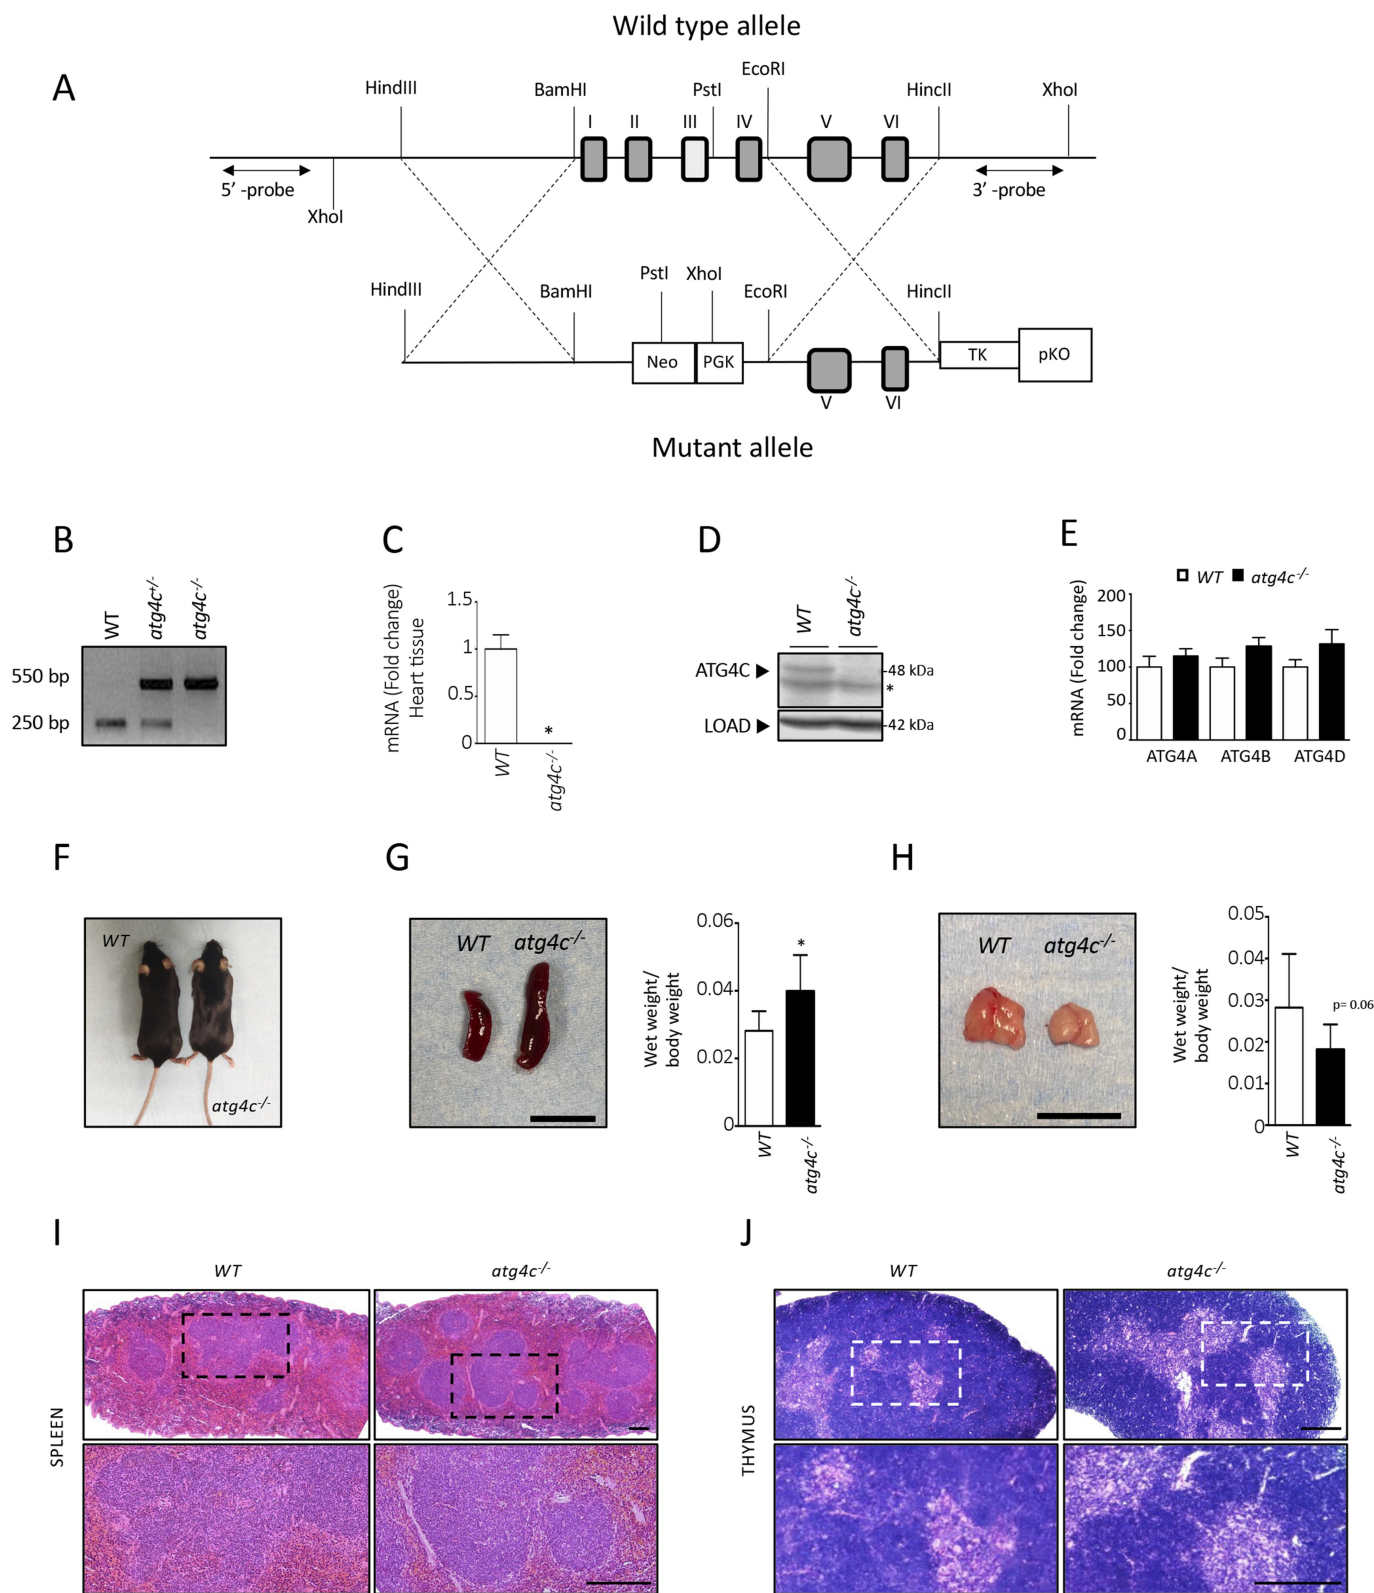 Wild type allele
A
HindIII
BamHI
PstI
EcoRI
HincII
XhoI
I
II
III
IV
V
VI
5’ -probe
XhoI
3’ -probe
HindIII
BamHI
PstI
XhoI
EcoRI
HincII
Neo
PGK
V
VI
TK
pKO
Mutant allele
B
WT
atg4c+/-
atg4c-/-
550 bp
250 bp
C
mRNA (Fold change)
Heart tissue
1.5
1
0.5
0
*
WT
atg4c-/-
D
WT
atg4c-/-
ATG4C
-48 kDa
*
LOAD
-42 kDa
E
WT
atg4c-/-
mRNA (Fold change)
200
150
100
50
0
ATG4A
ATG4B
ATG4D
F
WT
atg4c-/-
G
WT
atg4c-/-
Wet weight/
body weight
0.06
0.04
0.02
0
*
WT
atg4c-/-
H
WT
atg4c-/-
Wet weight/
body weight
0.05
0.04
0.03
0.02
0.01
0
p= 0.06
WT
atg4c-/-
I
WT
atg4c-/-
SPLEEN
J
WT
atg4c-/-
THYMUS